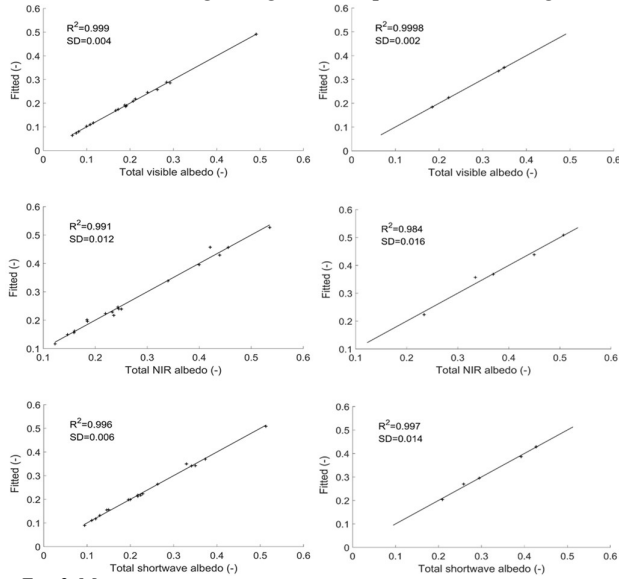 0.6
0.5
0.4
0.3
0.2
0.1
0
Fitted (-)
R²=0.999
SD=0.004
0 0.1 0.2 0.3 0.4 0.5 0.6
Total visible albedo (-)
0.6
0.5
0.4
0.3
0.2
0.1
0
Fitted (-)
R²=0.9998
SD=0.002
0 0.1 0.2 0.3 0.4 0.5 0.6
Total visible albedo (-)
0.6
0.5
0.4
0.3
0.2
0.1
Fitted (-)
R²=0.991
SD=0.012
0.1 0.2 0.3 0.4 0.5 0.6
Total NIR albedo (-)
0.6
0.5
0.4
0.3
0.2
0.1
Fitted (-)
R²=0.984
SD=0.016
0.1 0.2 0.3 0.4 0.5 0.6
Total NIR albedo (-)
0.6
0.5
0.4
0.3
0.2
0.1
0
Fitted (-)
R²=0.996
SD=0.006
0 0.1 0.2 0.3 0.4 0.5 0.6
Total shortwave albedo (-)
0.6
0.5
0.4
0.3
0.2
0.1
0
Fitted (-)
R²=0.997
SD=0.014
0 0.1 0.2 0.3 0.4 0.5 0.6
Total shortwave albedo (-)